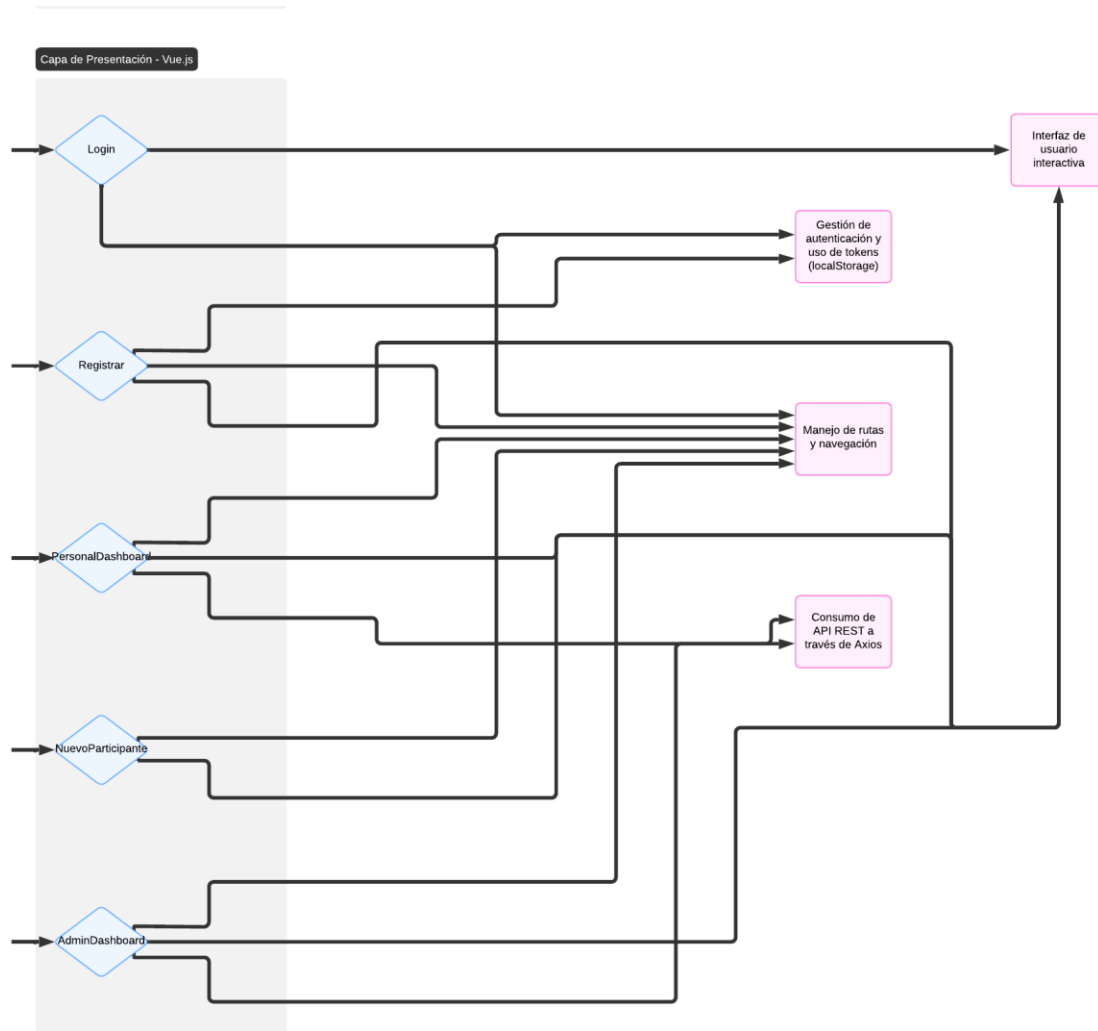 Capa de Presentación - Vue.js
Login
Interfaz de
usuario
interactiva
Gestión de
autenticación y
uso de tokens
(localStorage)
Registrar
Manejo de rutas
y navegación
PersonalDashboard
Consumo de
API REST a
través de Axios
NuevoParticipante
AdminDashboard